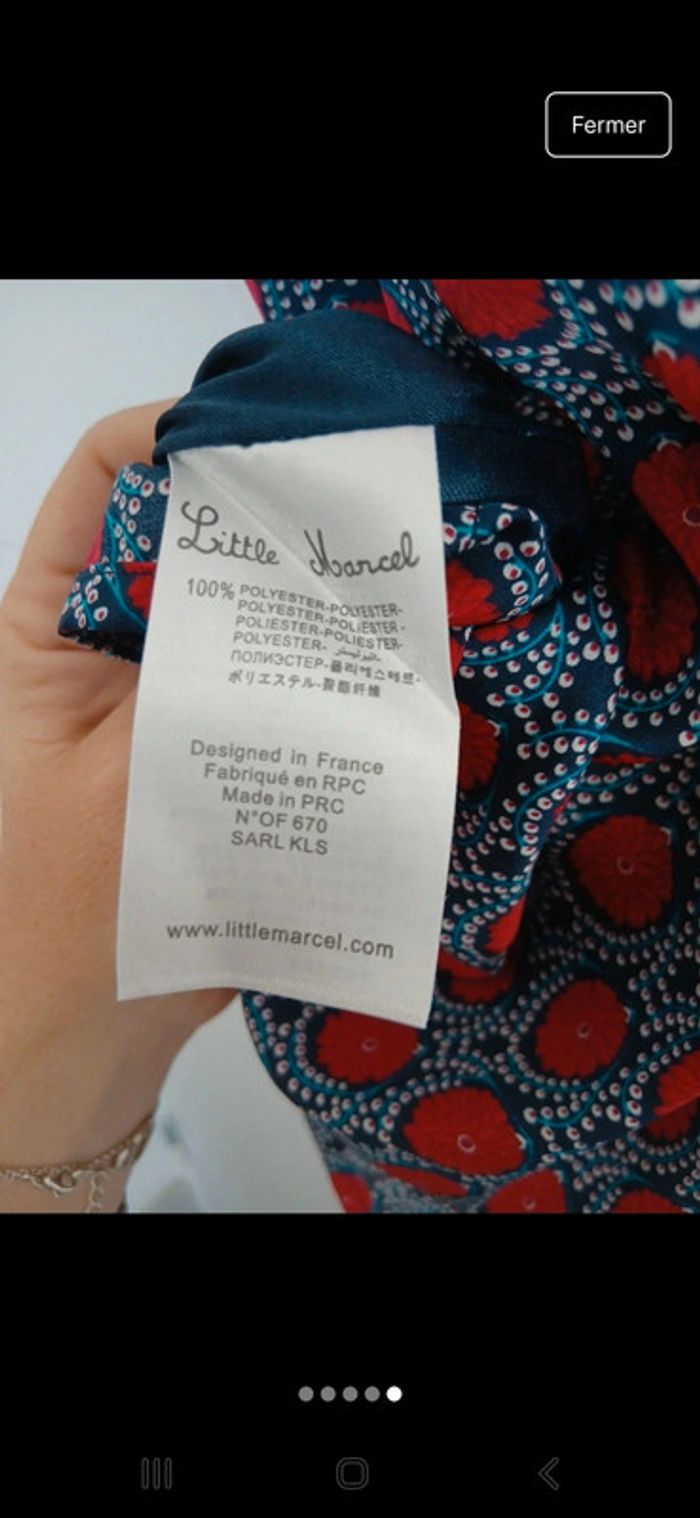 Fermer
Little Marcel
100% POLYESTER-POLYESTER-
POLYESTER-POLIESTER-
POLIESTER-POLIESTER-
POLYESTER-
ПОЛИЭСТЕР-폴리에스테르-
ポリエステル-聚酯纤维
Designed in France
Fabriqué en RPC
Made in PRC
N°OF 670
SARL KLS
www.littlemarcel.com